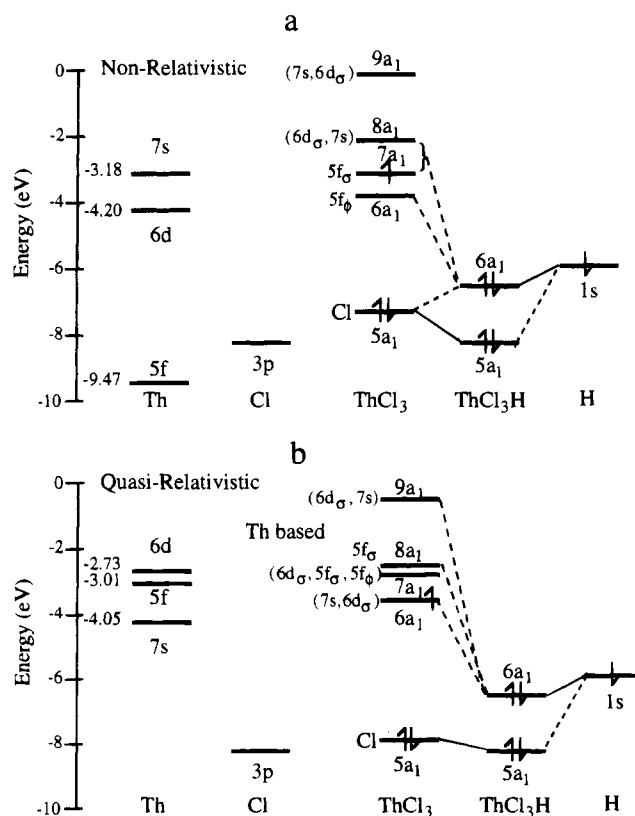 a
Non-Relativistic
Energy (eV)
0
-2
-4
-6
-8
-10
7s
-3.18
-4.20
6d
-9.47
5f
Th
3p
Cl
(7s,6dσ)
9a₁
(6dσ,7s)
8a₁
7a₁
5fσ
5fϕ
6a₁
Cl
5a₁
ThCl₃
6a₁
5a₁
ThCl₃H
1s
H
b
Quasi-Relativistic
Energy (eV)
0
-2
-4
-6
-8
-10
6d
-2.73
-3.01
5f
-4.05
7s
Th
3p
Cl
Th based
(6dσ,7s)
9a₁
5fσ
8a₁
(6dσ,5fσ,5fϕ)
7a₁
(7s,6dσ)
6a₁
Cl
5a₁
ThCl₃
6a₁
5a₁
ThCl₃H
1s
H